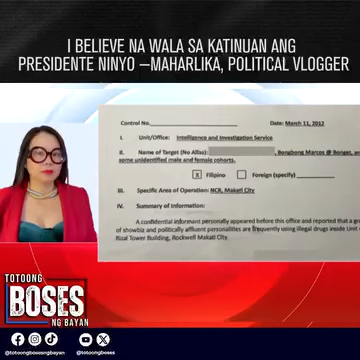 I BELIEVE NA WALA SA KATINUAN ANG
PRESIDENTE NINYO —MAHARLIKA, POLITICAL VLOGGER
Control No. Date: March 11, 2012
I. Unit/Office: Intelligence and Investigation Service
II. Name of Target (No Alias): , Bongbong Marcos @ Bonget, and
some unidentified male and female cohorts.
x Filipino Foreign (specify)
III. Specific Area of Operation: NCR, Makati City
IV. Summary of Information:
A confidential informant personally appeared before this office and reported that a
of showbiz and politically affluent personalities are frequently using illegal drugs inside Unit
Rizal Tower Building, Rockwell Makati City.
TOTOONG
BOSES
NG BAYAN
@totoongbosesngbayan @totoongboses